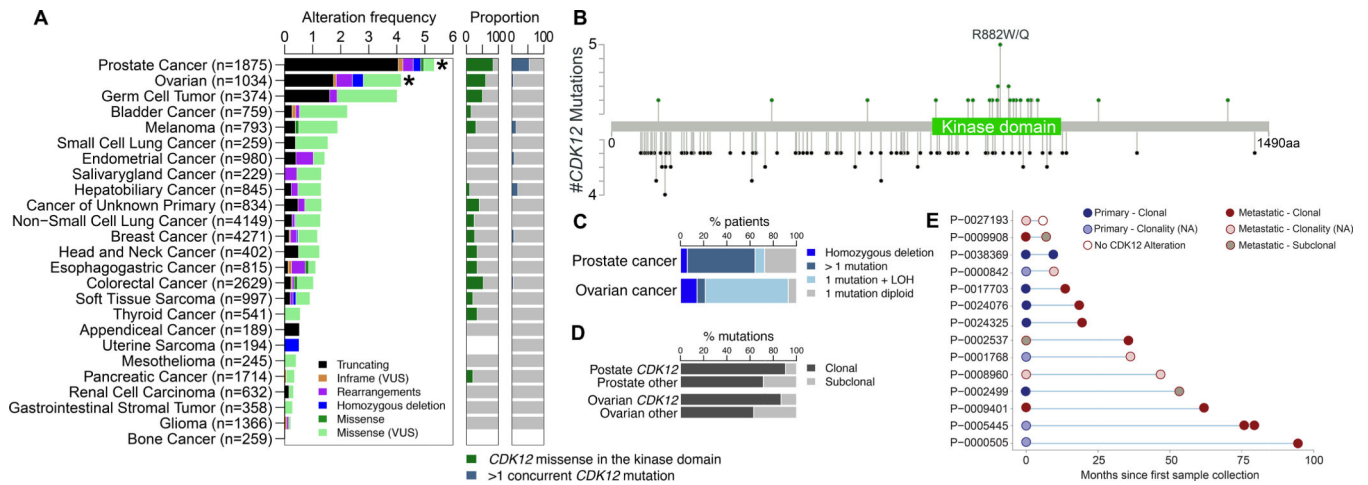 A
Alteration frequency
0 1 2 3 4 5 6
Proportion
0 100
0 100
Prostate Cancer (n=1875)
*
Ovarian (n=1034)
*
Germ Cell Tumor (n=374)
Bladder Cancer (n=759)
Melanoma (n=793)
Small Cell Lung Cancer (n=259)
Endometrial Cancer (n=980)
Salivarygland Cancer (n=229)
Hepatobiliary Cancer (n=845)
Cancer of Unknown Primary (n=834)
Non−Small Cell Lung Cancer (n=4149)
Breast Cancer (n=4271)
Head and Neck Cancer (n=402)
Esophagogastric Cancer (n=815)
Colorectal Cancer (n=2629)
Soft Tissue Sarcoma (n=997)
Thyroid Cancer (n=541)
Appendiceal Cancer (n=189)
Uterine Sarcoma (n=194)
Mesothelioma (n=245)
Pancreatic Cancer (n=1714)
Renal Cell Carcinoma (n=632)
Gastrointestinal Stromal Tumor (n=358)
Glioma (n=1366)
Bone Cancer (n=259)
Truncating
Inframe (VUS)
Rearrangements
Homozygous deletion
Missense
Missense (VUS)
CDK12 missense in the kinase domain
>1 concurrent CDK12 mutation
B
R882W/Q
5
#CDK12 Mutations
4
0
Kinase domain
1490aa
C
% patients
0 20 40 60 80 100
Prostate cancer
Ovarian cancer
Homozygous deletion
> 1 mutation
1 mutation + LOH
1 mutation diploid
D
% mutations
0 20 40 60 80 100
Postate CDK12
Prostate other
Ovarian CDK12
Ovarian other
Clonal
Subclonal
E
Primary - Clonal
Primary - Clonality (NA)
No CDK12 Alteration
Metastatic - Clonal
Metastatic - Clonality (NA)
Metastatic - Subclonal
P-0027193
P-0009908
P-0038369
P-0000842
P-0017703
P-0024076
P-0024325
P-0002537
P-0001768
P-0008960
P-0002499
P-0009401
P-0005445
P-0000505
0 25 50 75 100
Months since first sample collection